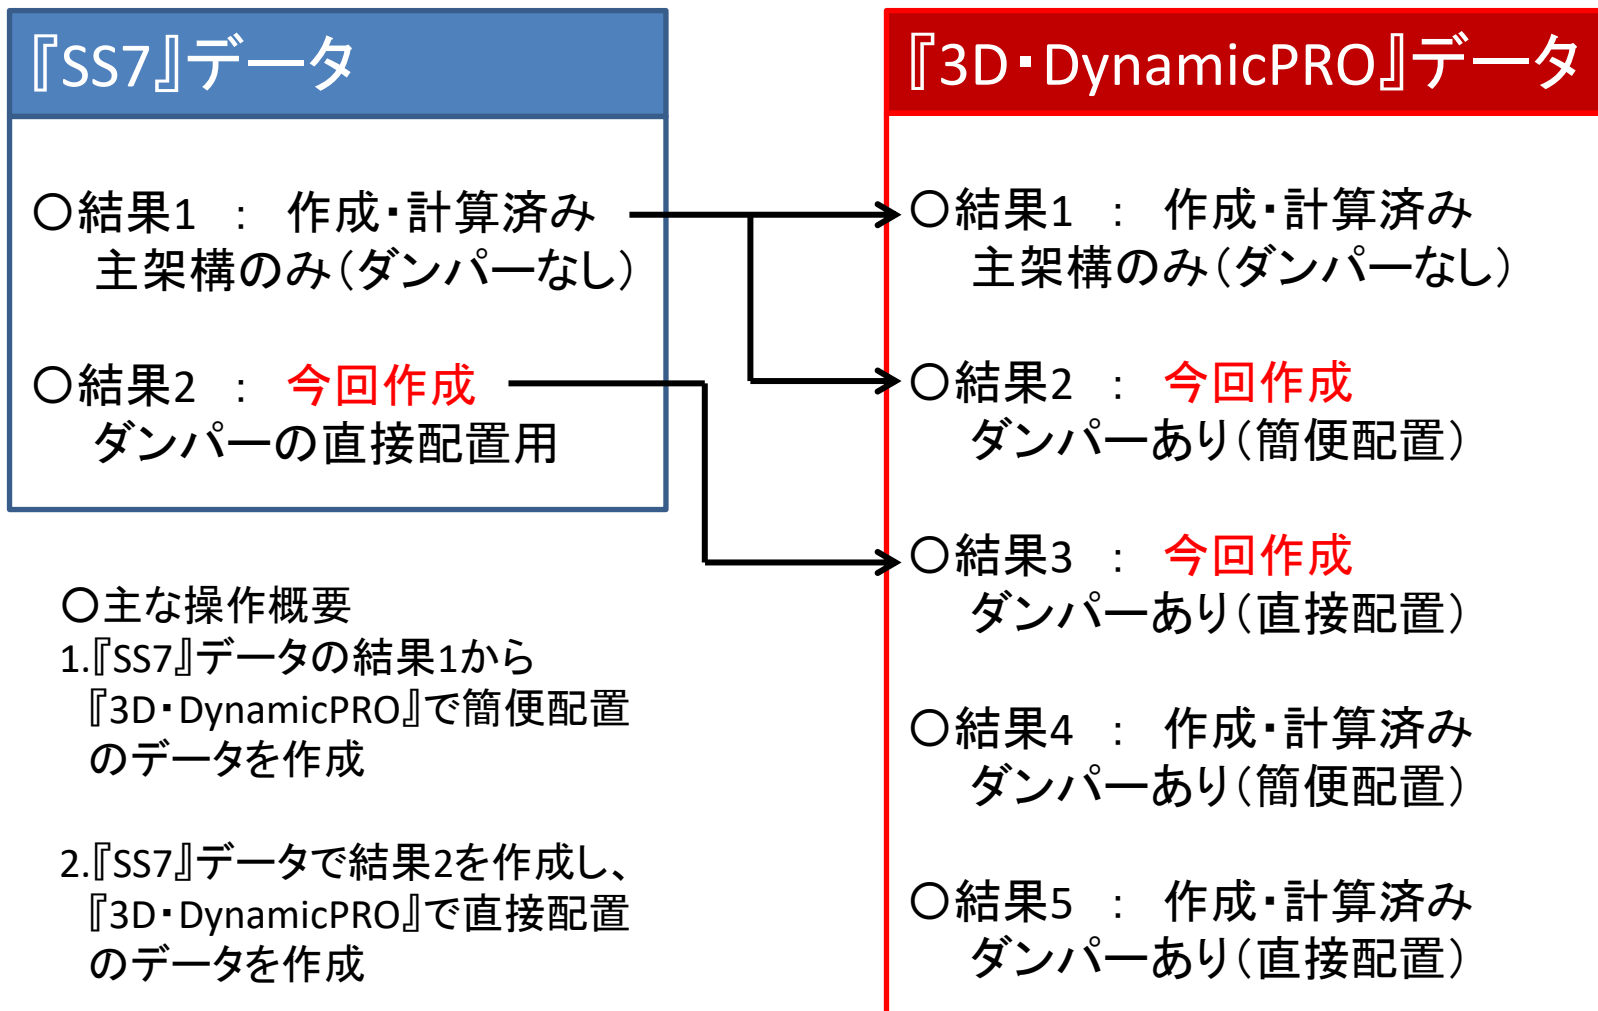 『SS7』データ
○結果1 : 作成・計算済み
主架構のみ(ダンパーなし)
○結果2 : 今回作成
ダンパーの直接配置用
○主な操作概要
1.『SS7』データの結果1から
『3D・DynamicPRO』で簡便配置
のデータを作成
2.『SS7』データで結果2を作成し、
『3D・DynamicPRO』で直接配置
のデータを作成
『3D・DynamicPRO』データ
○結果1 : 作成・計算済み
主架構のみ(ダンパーなし)
○結果2 : 今回作成
ダンパーあり(簡便配置)
○結果3 : 今回作成
ダンパーあり(直接配置)
○結果4 : 作成・計算済み
ダンパーあり(簡便配置)
○結果5 : 作成・計算済み
ダンパーあり(直接配置)